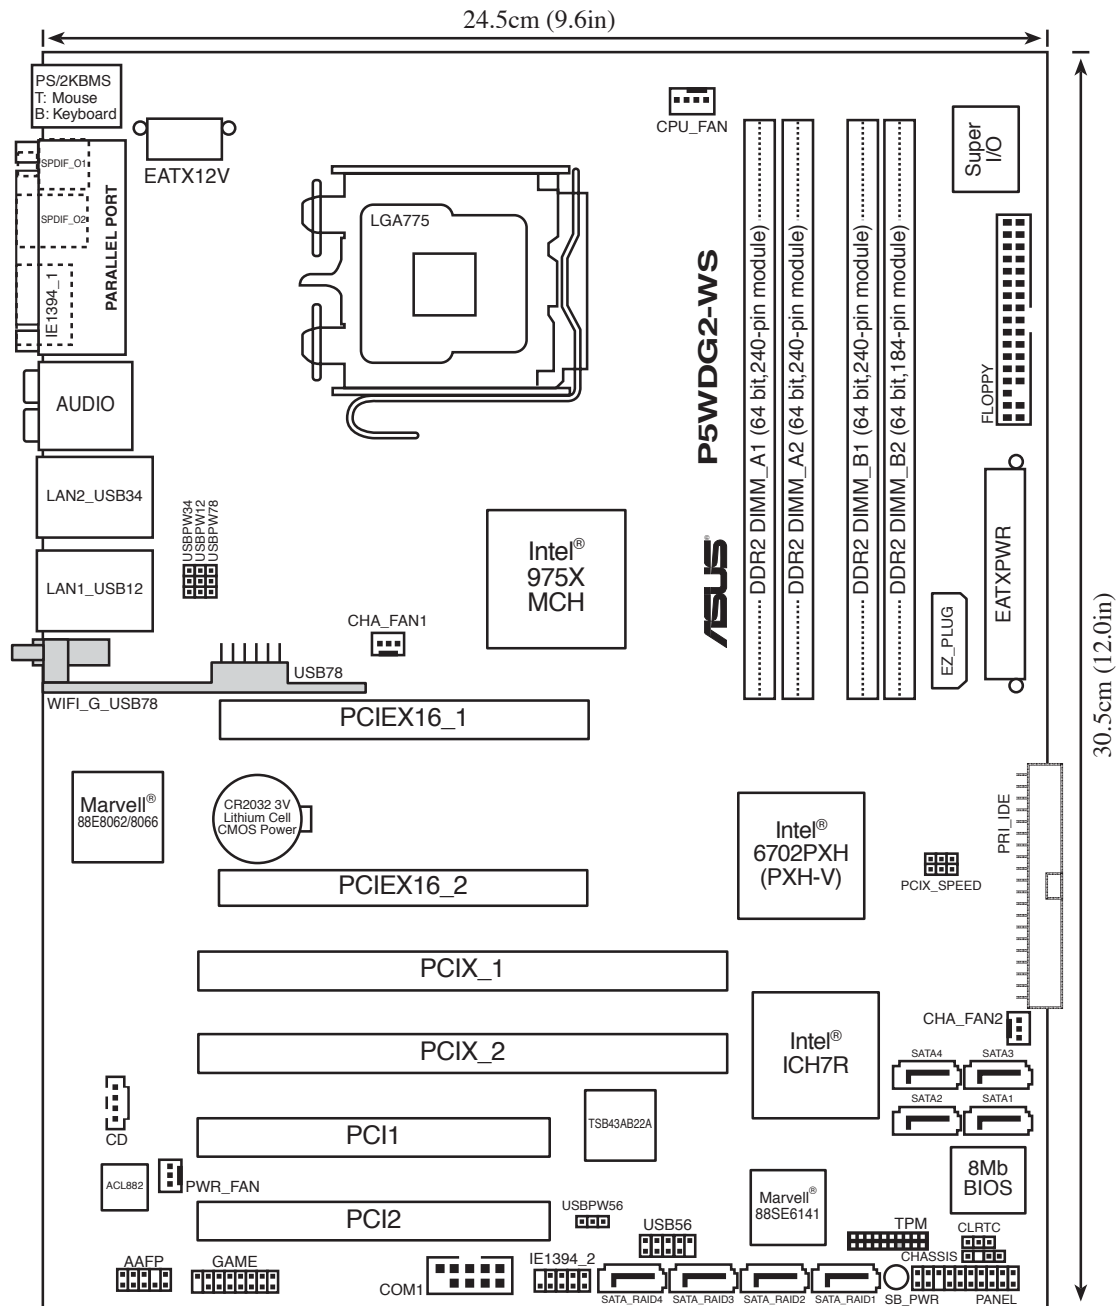 24.5cm (9.6in)
PS/2KBMS
T: Mouse
B: Keyboard
CPU_FAN
Super
I/O
EATX12V
SPDIF_O1
SPDIF_O2
PARALLEL PORT
IE1394_1
LGA775
P5WDG2-WS
DDR2 DIMM_A1 (64 bit,240-pin module)
DDR2 DIMM_A2 (64 bit,240-pin module)
DDR2 DIMM_B1 (64 bit,240-pin module)
DDR2 DIMM_B2 (64 bit,184-pin module)
FLOPPY
AUDIO
LAN2_USB34
USBPW34
USBPW12
USBPW78
Intel®
975X
MCH
ASUS®
EATXPWR
EZ_PLUG
30.5cm (12.0in)
LAN1_USB12
CHA_FAN1
USB78
WIFI_G_USB78
PCIEX16_1
Marvell®
88E8062/8066
CR2032 3V
Lithium Cell
CMOS Power
Intel®
6702PXH
(PXH-V)
PRI_IDE
PCIX_SPEED
PCIEX16_2
PCIX_1
Intel®
ICH7R
CHA_FAN2
PCIX_2
SATA4
SATA3
SATA2
SATA1
CD
PCI1
TSB43AB22A
8Mb
BIOS
ACL882
PWR_FAN
Marvell®
88SE6141
PCI2
USBPW56
USB56
TPM
CLRTC
CHASSIS
AAFP
GAME
COM1
IE1394_2
SATA_RAID4
SATA_RAID3
SATA_RAID2
SATA_RAID1
SB_PWR
PANEL